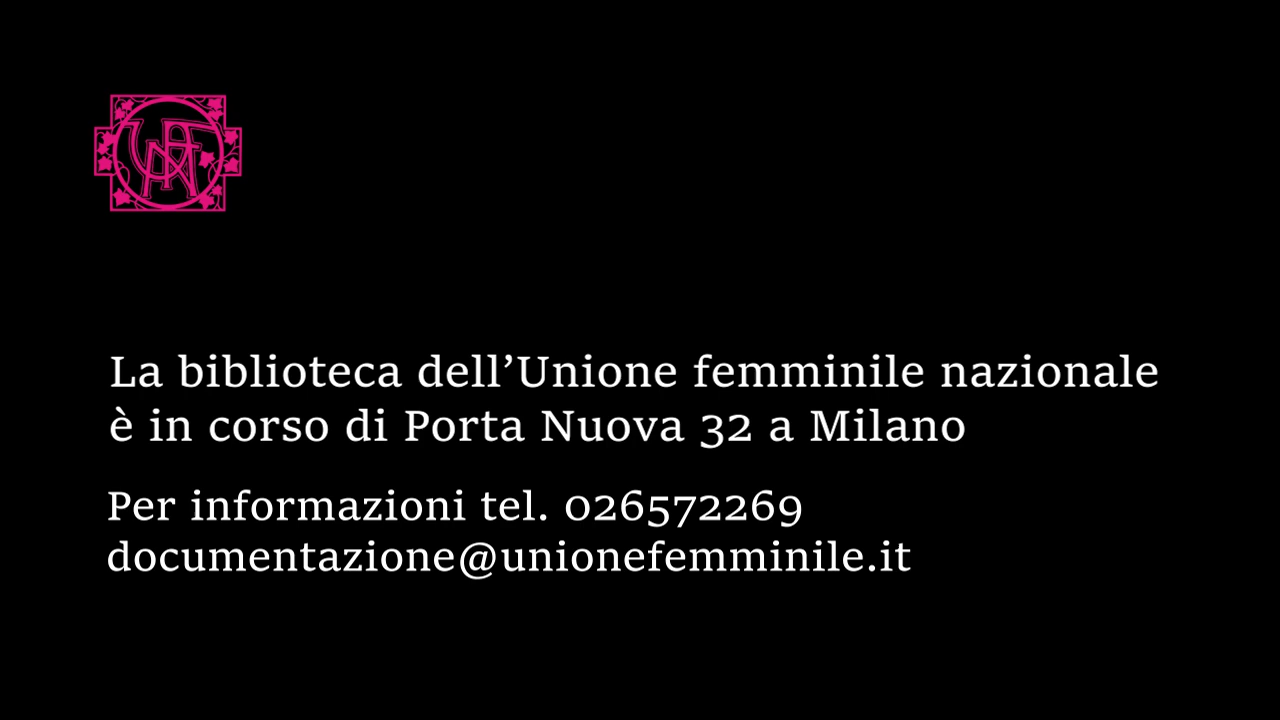 La biblioteca dell’Unione femminile nazionale
è in corso di Porta Nuova 32 a Milano
Per informazioni tel. 026572269
documentazione@unionefemminile.it